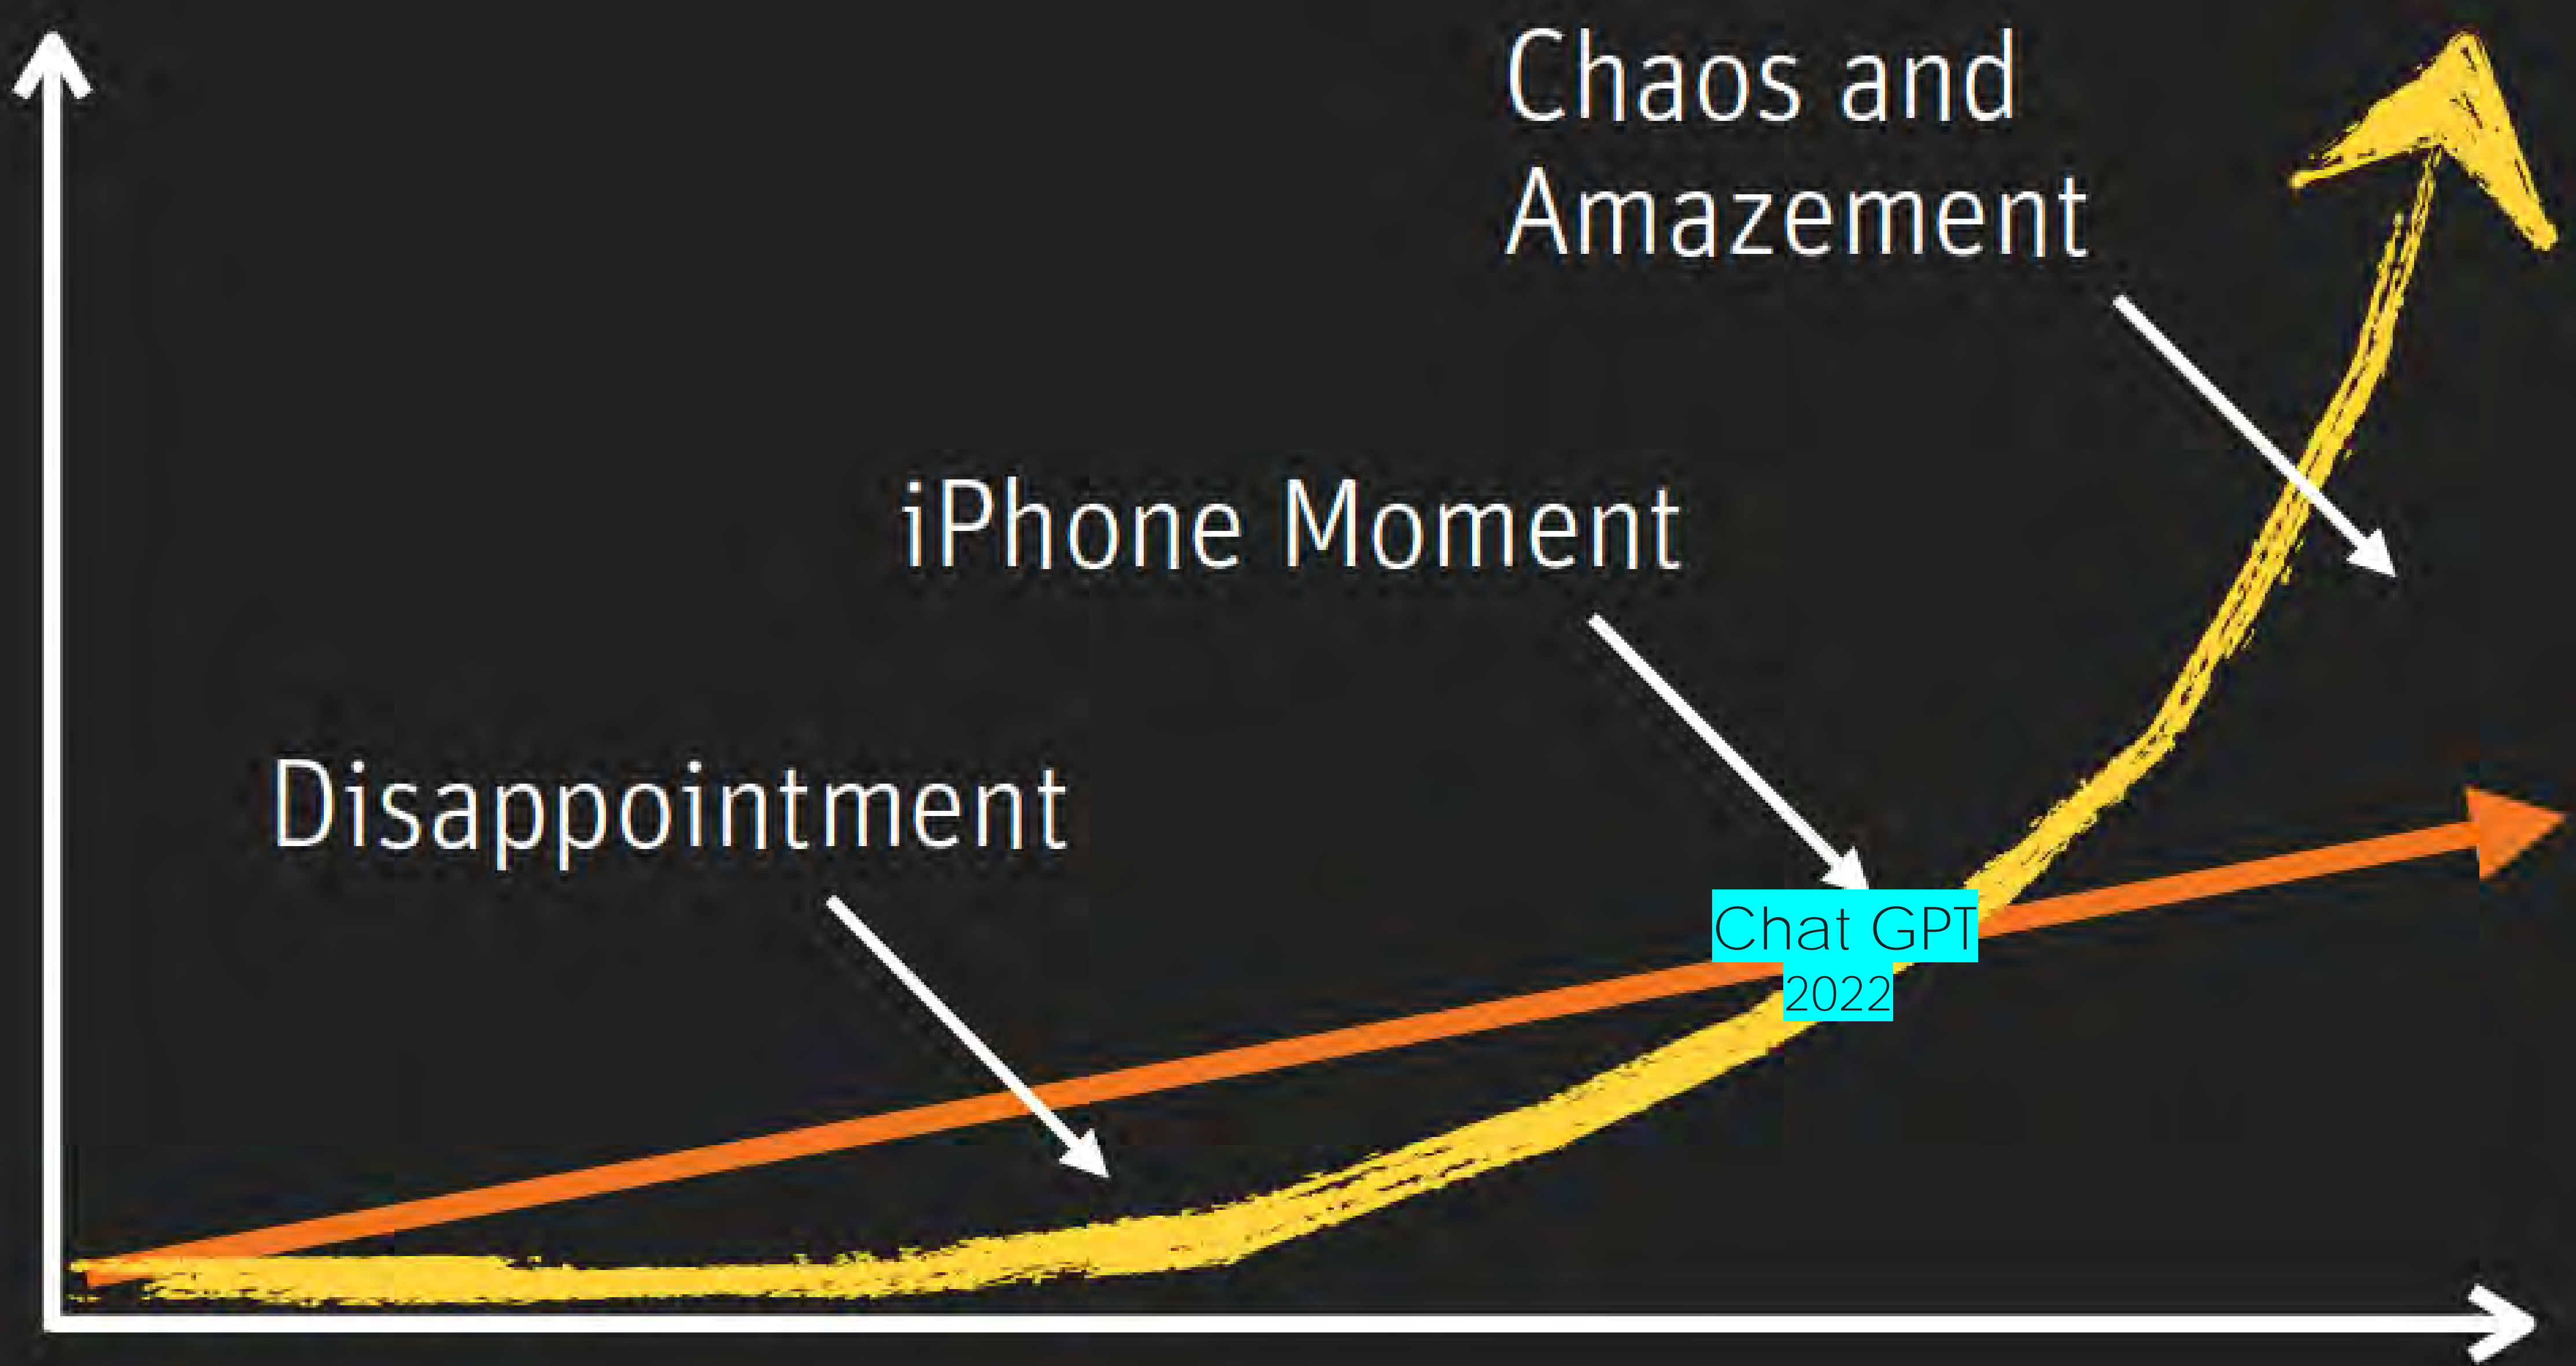 Chaos and
Amazement
iPhone Moment
Disappointment
Chat GPT
2022